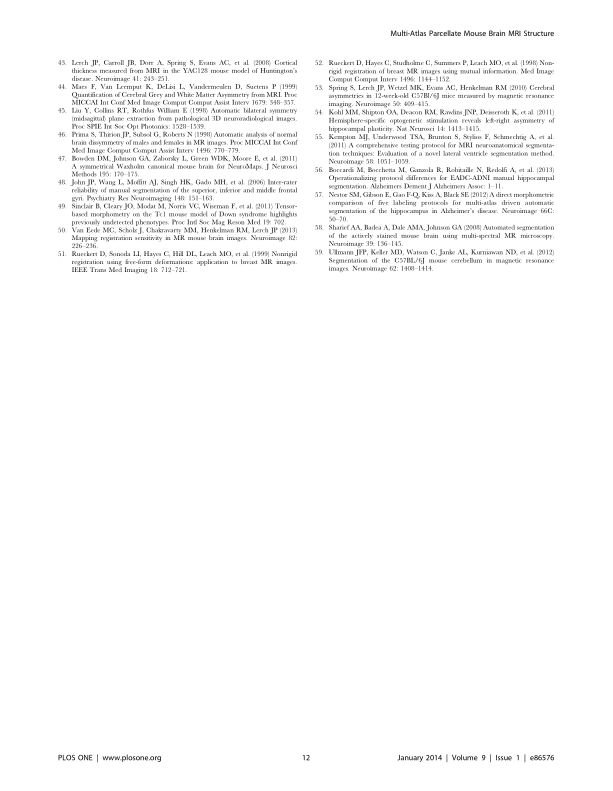 Multi-Atlas Parcellate Mouse Brain MRI Structure
43. Lerch JP, Carroll JB, Dorr A, Spring S, Evans AC, et al. (2008) Cortical
thickness measured from MRI in the YAC128 mouse model of Huntington's
disease. Neuroimage 41: 243–251.
44. Maes F, Van Leemput K, DeLisi L, Vandermeulen D, Suetens P (1999)
Quantification of Cerebral Grey and White Matter Asymmetry from MRI. Proc
MICCAI Int Conf Med Image Comput Comput Assist Interv 1679: 348–357.
45. Liu Y, Collins RT, Rothfus William E (1998) Automatic bilateral symmetry
(midsagittal) plane extraction from pathological 3D neuroradiological images.
Proc SPIE Int Soc Opt Photonics: 1528–1539.
46. Prima S, Thirion JP, Subsol G, Roberts N (1998) Automatic analysis of normal
brain dissymmetry of males and females in MR images. Proc MICCAI Int Conf
Med Image Comput Comput Assist Interv 1496: 770–779.
47. Bowden DM, Johnson GA, Zaborsky L, Green WDK, Moore E, et al. (2011)
A symmetrical Waxholm canonical mouse brain for NeuroMaps. J Neurosci
Methods 195: 170–175.
48. John JP, Wang L, Moffitt AJ, Singh HK, Gado MH, et al. (2006) Inter-rater
reliability of manual segmentation of the superior, inferior and middle frontal
gyri. Psychiatry Res Neuroimaging 148: 151–163.
49. Sinclair B, Cleary JO, Modat M, Norris VC, Wiseman F, et al. (2011) Tensor-
based morphometry on the Tc1 mouse model of Down syndrome highlights
previously undetected phenotypes. Proc Intl Soc Mag Reson Med 19: 702.
50. Van Eede MC, Scholz J, Chakravarty MM, Henkelman RM, Lerch JP (2013)
Mapping registration sensitivity in MR mouse brain images. Neuroimage 82:
226–236.
51. Rueckert D, Sonoda LI, Hayes C, Hill DL, Leach MO, et al. (1999) Nonrigid
registration using free-form deformations: application to breast MR images.
IEEE Trans Med Imaging 18: 712–721.
52. Rueckert D, Hayes C, Studholme C, Summers P, Leach MO, et al. (1998) Non-
rigid registration of breast MR images using mutual information. Med Image
Comput Comput Interv 1496: 1144–1152.
53. Spring S, Lerch JP, Wetzel MK, Evans AC, Henkelman RM (2010) Cerebral
asymmetries in 12-week-old C57Bl/6J mice measured by magnetic resonance
imaging. Neuroimage 50: 409–415.
54. Kohl MM, Shipton OA, Deacon RM, Rawlins JNP, Deisseroth K, et al. (2011)
Hemisphere-specific optogenetic stimulation reveals left-right asymmetry of
hippocampal plasticity. Nat Neurosci 14: 1413–1415.
55. Kempton MJ, Underwood TSA, Brunton S, Stylios F, Schmechtig A, et al.
(2011) A comprehensive testing protocol for MRI neuroanatomical segmenta-
tion techniques: Evaluation of a novel lateral ventricle segmentation method.
Neuroimage 58: 1051–1059.
56. Boccardi M, Bocchetta M, Ganzola R, Robitaille N, Redolfi A, et al. (2013)
Operationalizing protocol differences for EADC-ADNI manual hippocampal
segmentation. Alzheimers Dement J Alzheimers Assoc: 1–11.
57. Nestor SM, Gibson E, Gao F-Q, Kiss A, Black SE (2012) A direct morphometric
comparison of five labeling protocols for multi-atlas driven automatic
segmentation of the hippocampus in Alzheimer's disease. Neuroimage 66C:
50–70.
58. Sharief AA, Badea A, Dale AMA, Johnson GA (2008) Automated segmentation
of the actively stained mouse brain using multi-spectral MR microscopy.
Neuroimage 39: 136–145.
59. Ullmann JFP, Keller MD, Watson C, Janke AL, Kurniawan ND, et al. (2012)
Segmentation of the C57BL/6J mouse cerebellum in magnetic resonance
images. Neuroimage 62: 1408–1414.
PLOS ONE | www.plosone.org
12
January 2014 | Volume 9 | Issue 1 | e86576